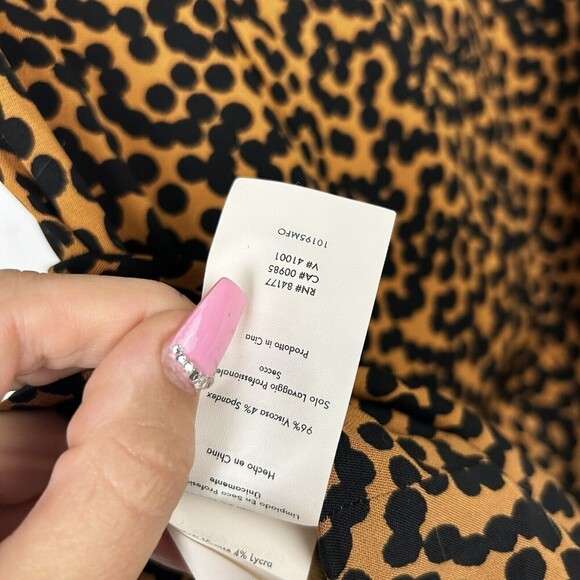 Limpiado En Seco
Únicamente
Hecho en China
96% Viscosa 4% Spandex
Solo Lavaggio Professionale
Secco
Prodotto in Cina
RN# 84177
CA# 00985
V# 41001
10195MFO
4% Lycra